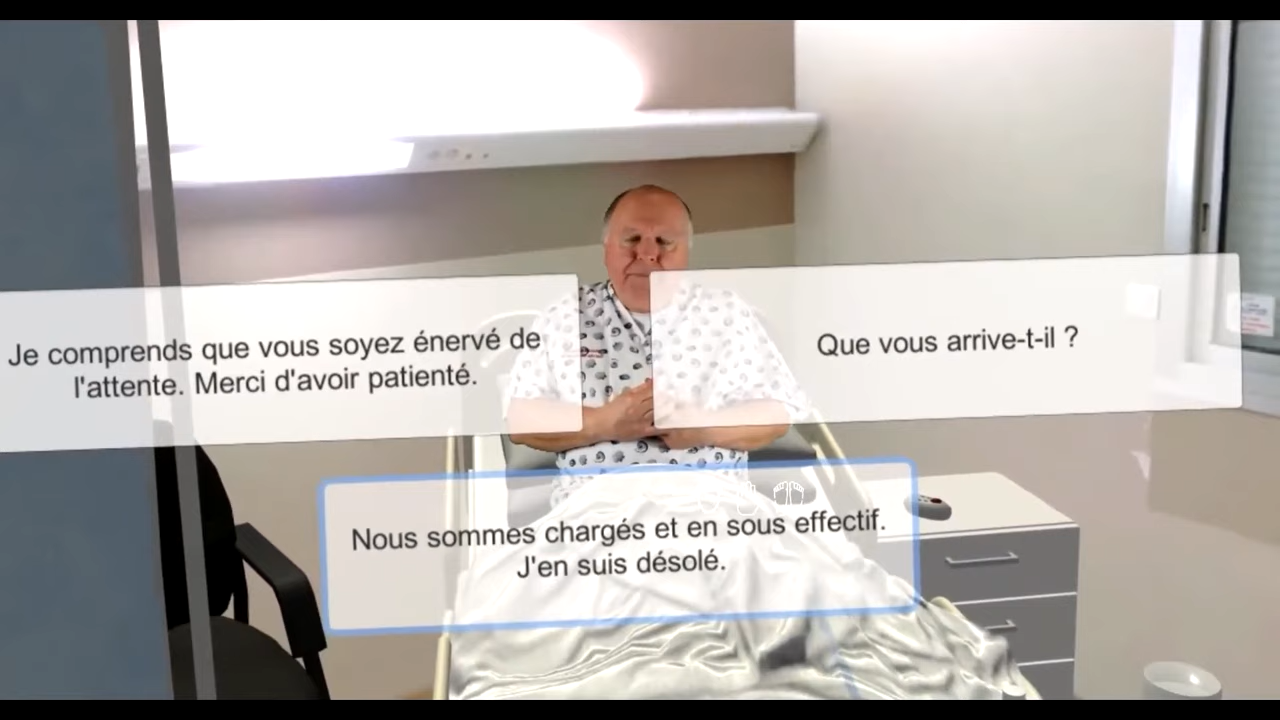 Je comprends que vous soyez énervé de
l'attente. Merci d'avoir patienté.
Que vous arrive-t-il ?
Nous sommes chargés et en sous effectif.
J'en suis désolé.